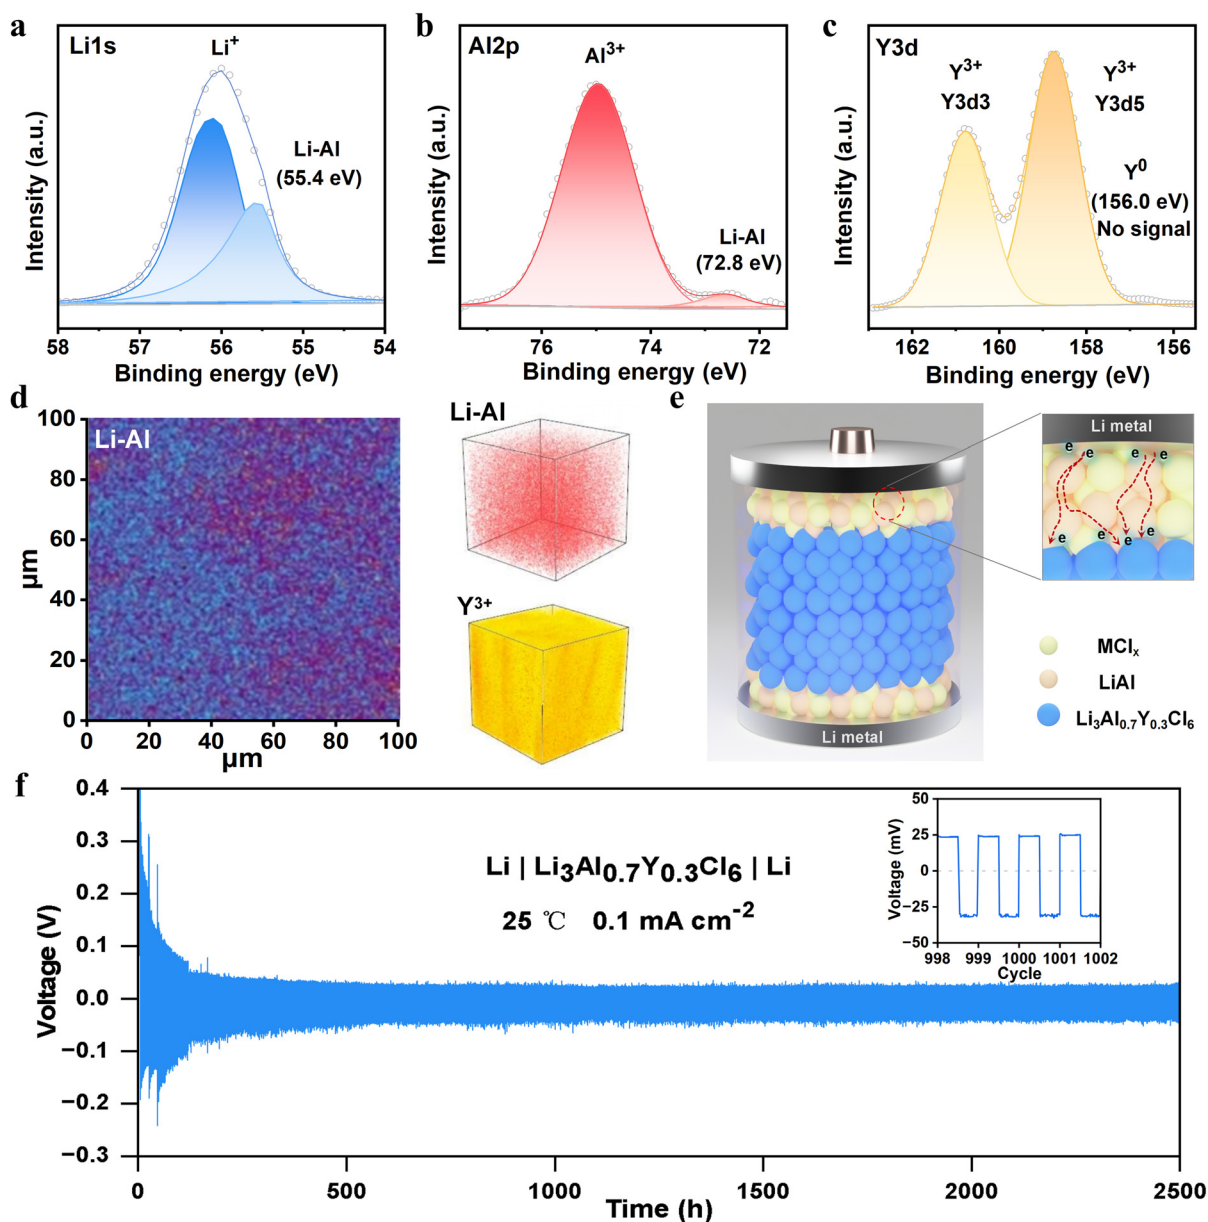 a
Li1s
Li⁺
Li-Al
(55.4 eV)
Intensity (a.u.)
58 57 56 55 54
Binding energy (eV)
b
Al2p
Al³⁺
Li-Al
(72.8 eV)
Intensity (a.u.)
76 74 72
Binding energy (eV)
c
Y3d
Y³⁺
Y3d3
Y³⁺
Y3d5
Y⁰
(156.0 eV)
No signal
Intensity (a.u.)
162 160 158 156
Binding energy (eV)
d
Li-Al
100
80
60
40
20
0
μm
0 20 40 60 80 100
μm
Li-Al
Y³⁺
e
Li metal
Li metal
e e e e
e e e e
MClₓ
LiAl
Li₃Al₀.₇Y₀.₃Cl₆
f
0.4
0.3
0.2
0.1
0.0
−0.1
−0.2
−0.3
Voltage (V)
Li | Li₃Al₀.₇Y₀.₃Cl₆ | Li
25 ℃ 0.1 mA cm⁻²
50
25
0
−25
−50
Voltage (mV)
998 999 1000 1001 1002
Cycle
0 500 1000 1500 2000 2500
Time (h)